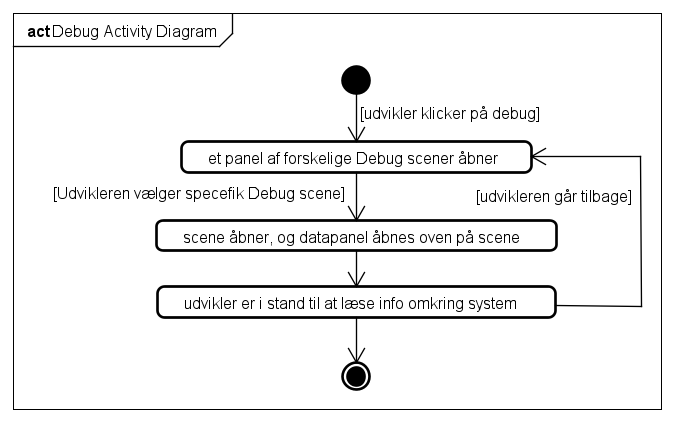 act Debug Activity Diagram
[udvikler klicker på debug]
et panel af forskelige Debug scener åbner
[Udvikleren vælger specefik Debug scene]
[udvikleren går tilbage]
scene åbner, og datapanel åbnes oven på scene
udvikler er i stand til at læse info omkring system